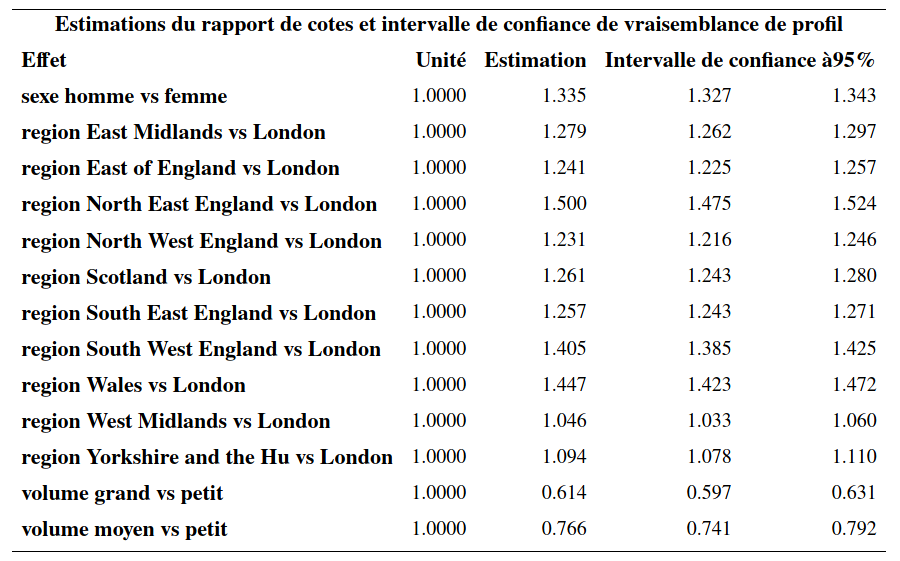 Estimations du rapport de cotes et intervalle de confiance de vraisemblance de profil
Effet Unité Estimation Intervalle de confiance à95%
sexe homme vs femme 1.0000 1.335 1.327 1.343
region East Midlands vs London 1.0000 1.279 1.262 1.297
region East of England vs London 1.0000 1.241 1.225 1.257
region North East England vs London 1.0000 1.500 1.475 1.524
region North West England vs London 1.0000 1.231 1.216 1.246
region Scotland vs London 1.0000 1.261 1.243 1.280
region South East England vs London 1.0000 1.257 1.243 1.271
region South West England vs London 1.0000 1.405 1.385 1.425
region Wales vs London 1.0000 1.447 1.423 1.472
region West Midlands vs London 1.0000 1.046 1.033 1.060
region Yorkshire and the Hu vs London 1.0000 1.094 1.078 1.110
volume grand vs petit 1.0000 0.614 0.597 0.631
volume moyen vs petit 1.0000 0.766 0.741 0.792